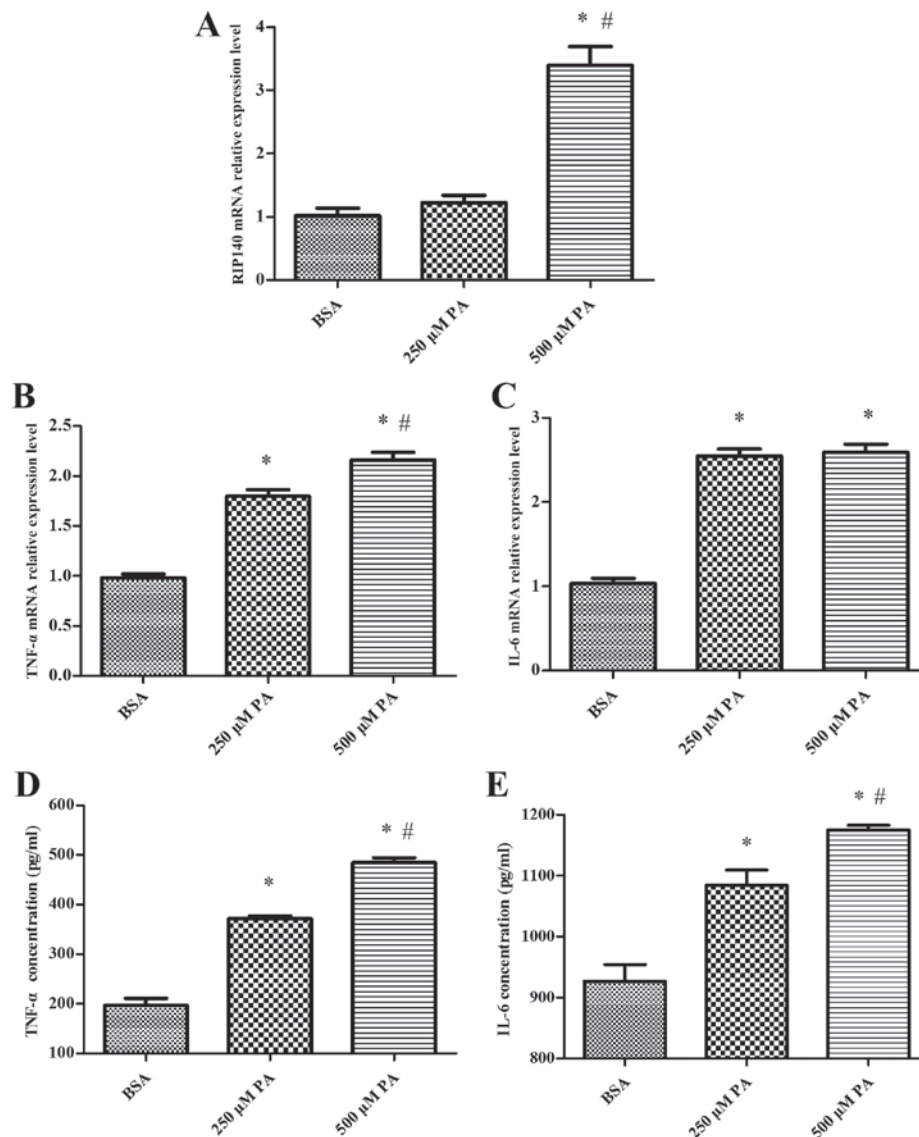 A
RIP140 mRNA relative expression level
4
3
2
1
0
* #
BSA
250 μM PA
500 μM PA
B
TNF-α mRNA relative expression level
2.5
2.0
1.5
1.0
0.5
0.0
*
* #
BSA
250 μM PA
500 μM PA
C
IL-6 mRNA relative expression level
3
2
1
0
*
*
BSA
250 μM PA
500 μM PA
D
TNF-α concentration (pg/ml)
600
500
400
300
200
100
*
* #
BSA
250 μM PA
500 μM PA
E
IL-6 concentration (pg/ml)
1200
1100
1000
900
800
*
* #
BSA
250 μM PA
500 μM PA